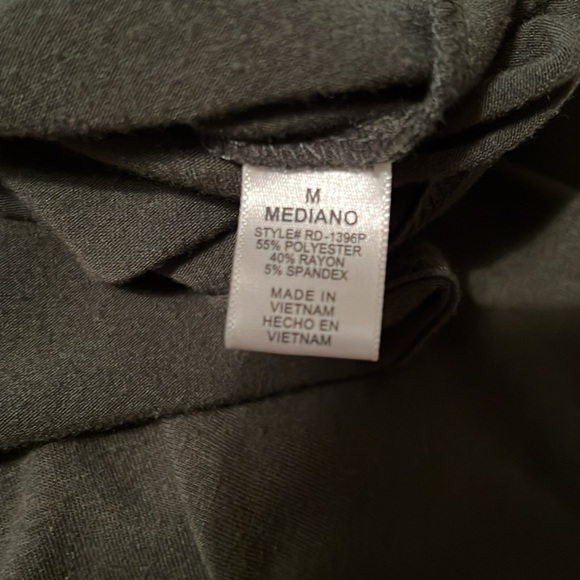 M
MEDIANO
STYLE# RD-1396P
55% POLYESTER
40% RAYON
5% SPANDEX
MADE IN
VIETNAM
HECHO EN
VIETNAM